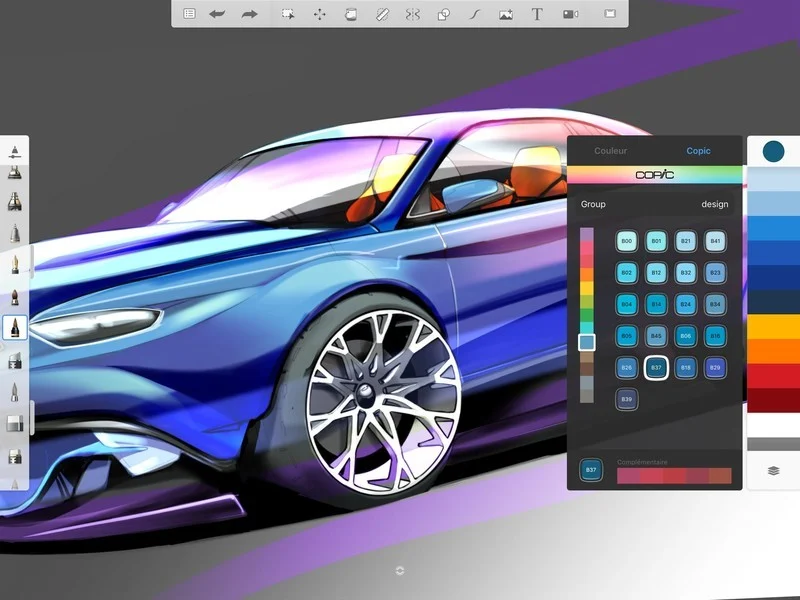 T
Couleur Copic
COPIC
Group design
B00 B01 B21 B41
B02 B12 B32 B23
B04 B14 B24 B34
B05 B45 B06 B16
B26 B37 B18 B29
B39
B37 Complémentaire